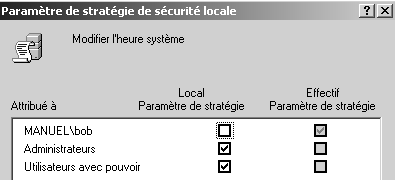 Paramètre de stratégie de sécurité locale
Modifier l'heure système
Local Effectif
Attribué à Paramètre de stratégie Paramètre de stratégie
MANUEL\bob
Administrateurs
Utilisateurs avec pouvoir